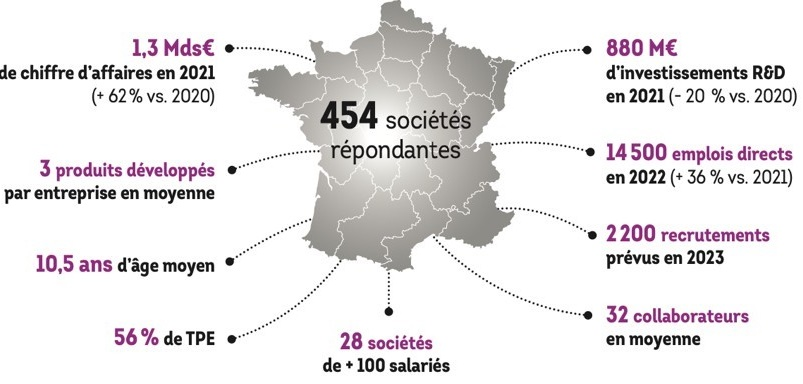 1,3 Mds€
de chiffre d'affaires en 2021
(+ 62 % vs. 2020)
3 produits développés
par entreprise en moyenne
10,5 ans d'âge moyen
56 % de TPE
454 sociétés
répondantes
28 sociétés
de + 100 salariés
880 M€
d'investissements R&D
en 2021 (- 20 % vs. 2020)
14 500 emplois directs
en 2022 (+ 36 % vs. 2021)
2 200 recrutements
prévus en 2023
32 collaborateurs
en moyenne